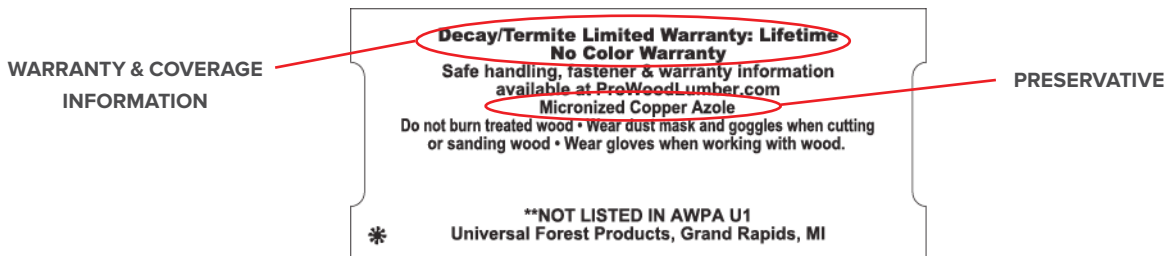 Decay/Termite Limited Warranty: Lifetime
No Color Warranty
WARRANTY & COVERAGE
INFORMATION
Safe handling, fastener & warranty information
available at ProWoodLumber.com
PRESERVATIVE
Micronized Copper Azole
Do not burn treated wood • Wear dust mask and goggles when cutting
or sanding wood • Wear gloves when working with wood.
**NOT LISTED IN AWPA U1
Universal Forest Products, Grand Rapids, MI